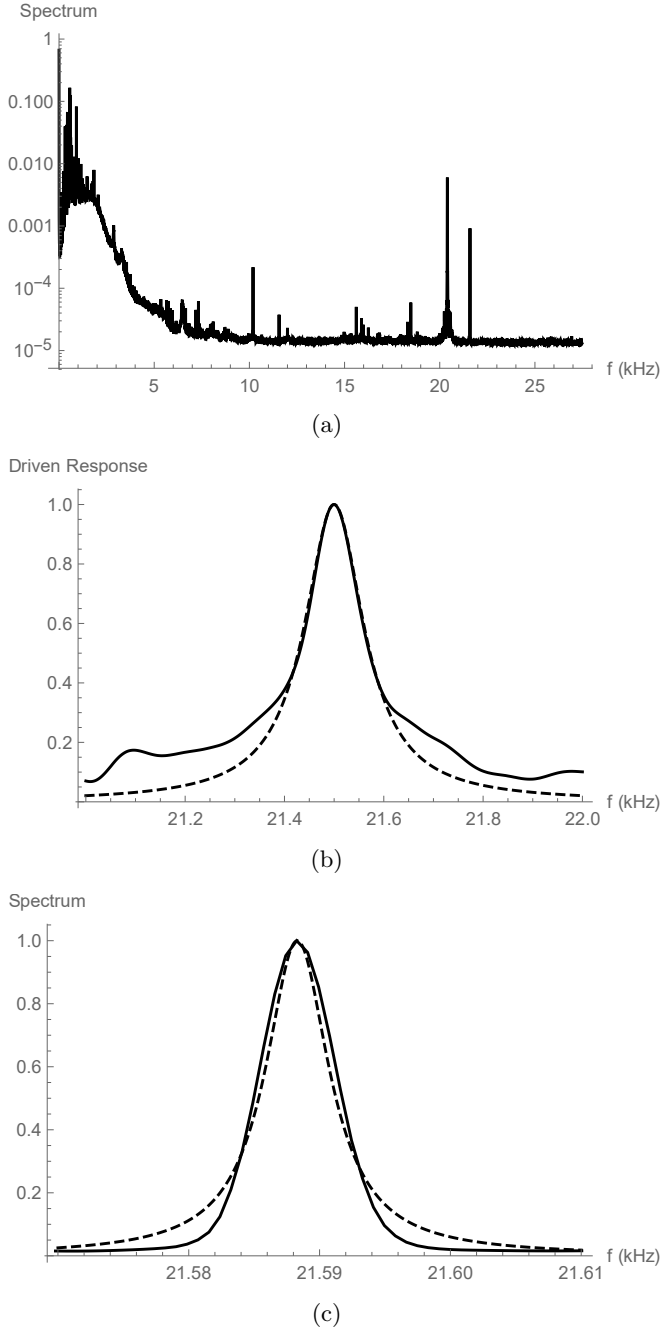 Spectrum
1
0.100
0.010
0.001
10⁻⁴
10⁻⁵
5 10 15 20 25 f (kHz)
(a)
Driven Response
1.0
0.8
0.6
0.4
0.2
21.2 21.4 21.6 21.8 22.0 f (kHz)
(b)
Spectrum
1.0
0.8
0.6
0.4
0.2
21.58 21.59 21.60 21.61 f (kHz)
(c)